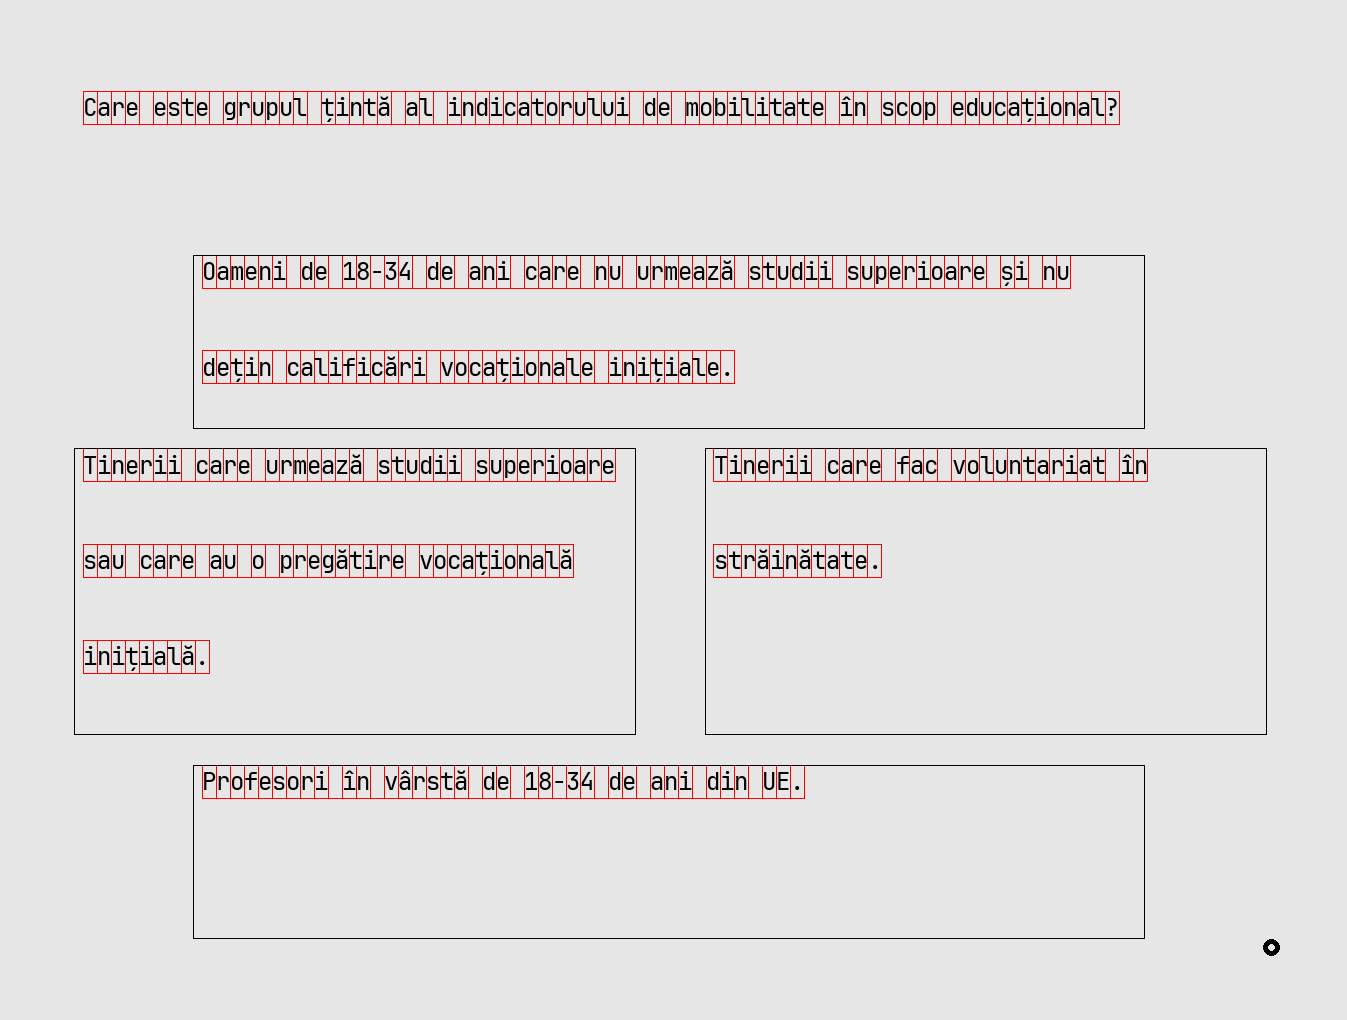 Care este grupul țintă al indicatorului de mobilitate în scop educațional?
Oameni de 18-34 de ani care nu urmează studii superioare și nu
dețin calificări vocaționale inițiale.
Tinerii care urmează studii superioare
sau care au o pregătire vocațională
inițială.
Tinerii care fac voluntariat în
străinătate.
Profesori în vârstă de 18-34 de ani din UE.